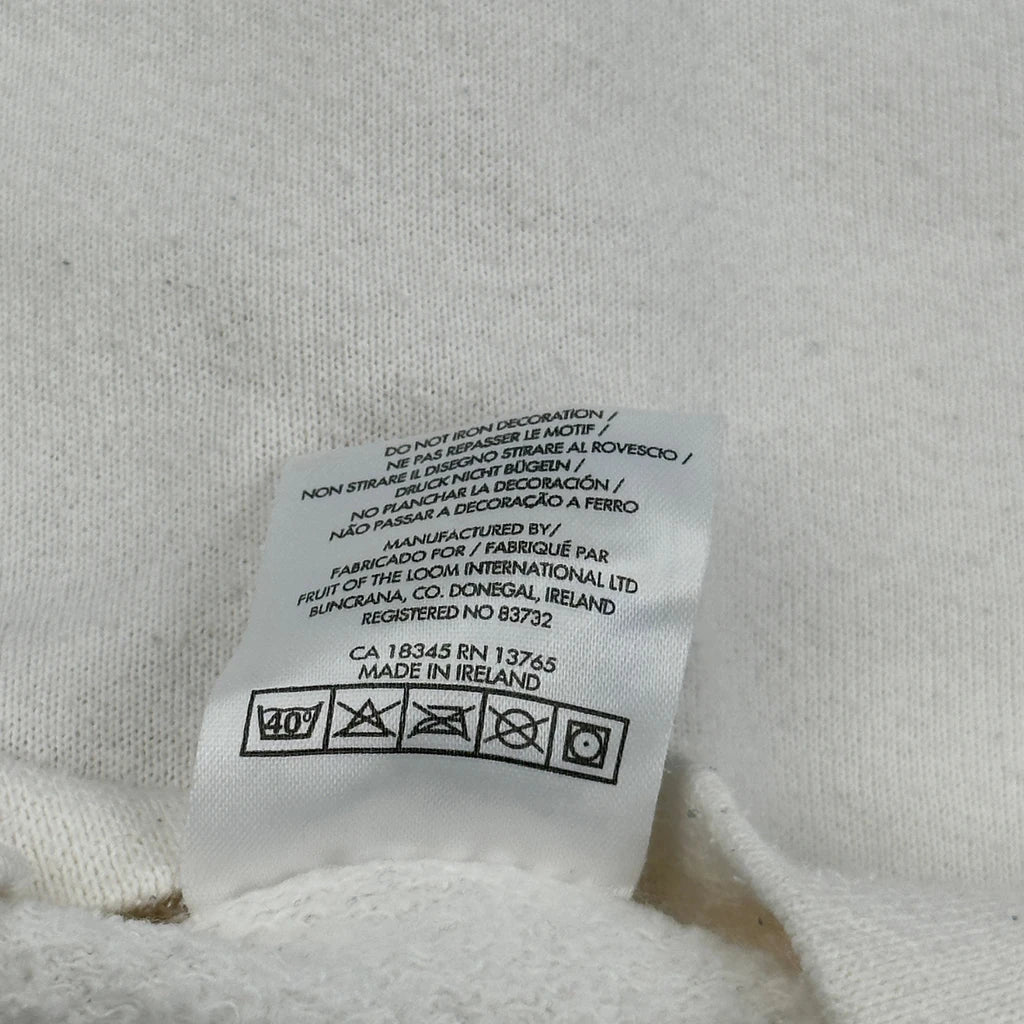 DO NOT IRON DECORATION /
NE PAS REPASSER LE MOTIF /
NON STIRARE IL DISEGNO STIRARE AL ROVESCIO /
DRUCK NICHT BÜGELN /
NO PLANCHAR LA DECORACIÓN /
NÃO PASSAR A DECORAÇÃO A FERRO
MANUFACTURED BY/
FABRICADO POR / FABRIQUÉ PAR
FRUIT OF THE LOOM INTERNATIONAL LTD
BUNCRANA, CO. DONEGAL, IRELAND
REGISTERED NO 83732
CA 18345 RN 13765
MADE IN IRELAND
40°